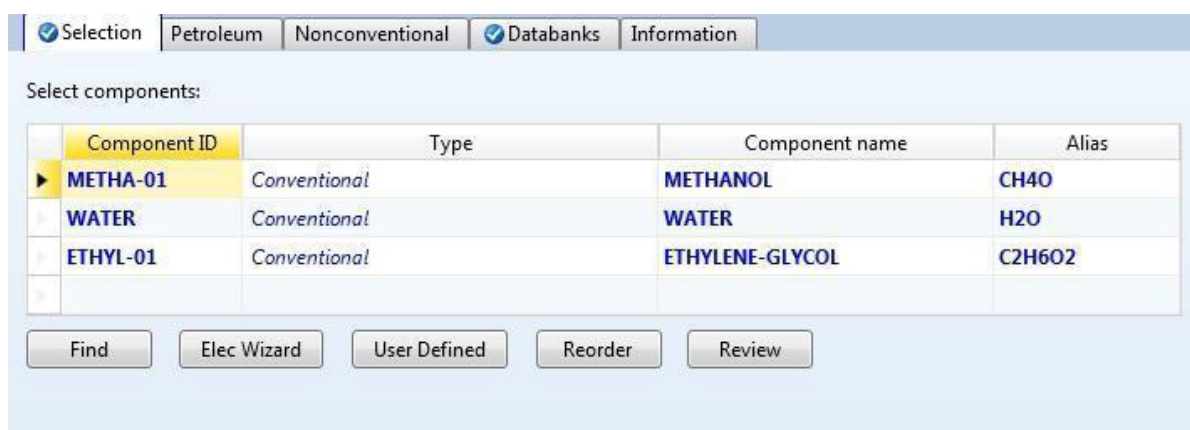 Selection Petroleum Nonconventional Databanks Information
Select components:
Component ID Type Component name Alias
METHA-01 Conventional METHANOL CH4O
WATER Conventional WATER H2O
ETHYL-01 Conventional ETHYLENE-GLYCOL C2H6O2
Find Elec Wizard User Defined Reorder Review